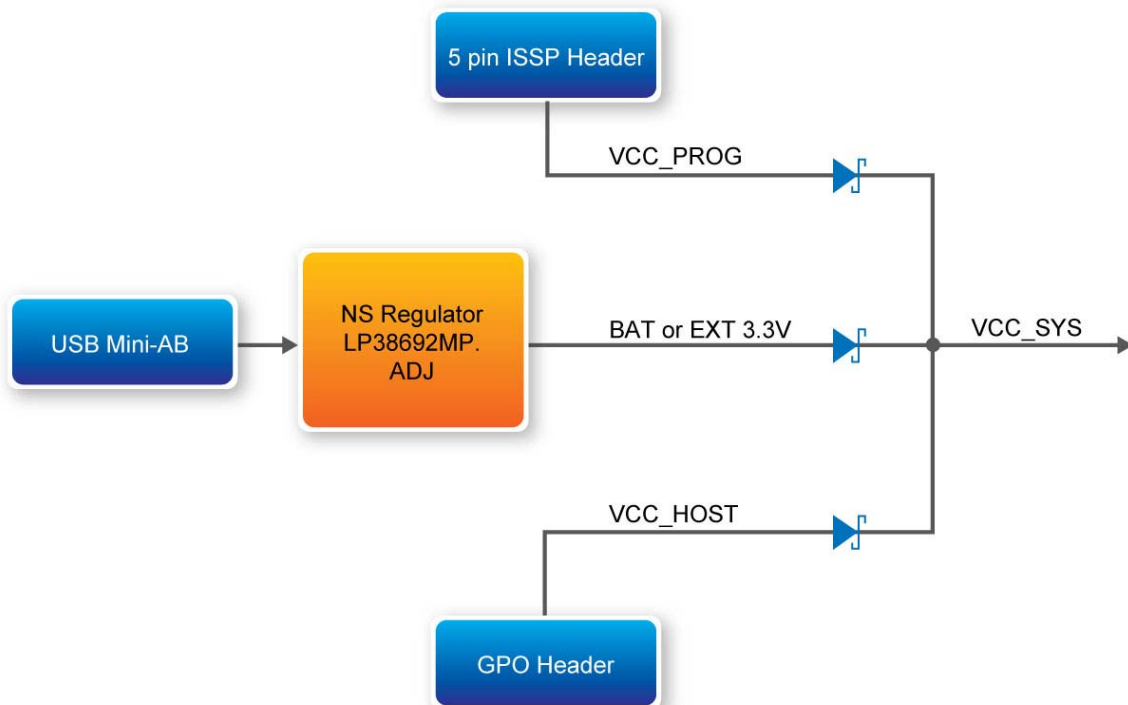 5 pin ISSP Header
VCC_PROG
USB Mini-AB
NS Regulator
LP38692MP.
ADJ
BAT or EXT 3.3V
VCC_SYS
VCC_HOST
GPO Header